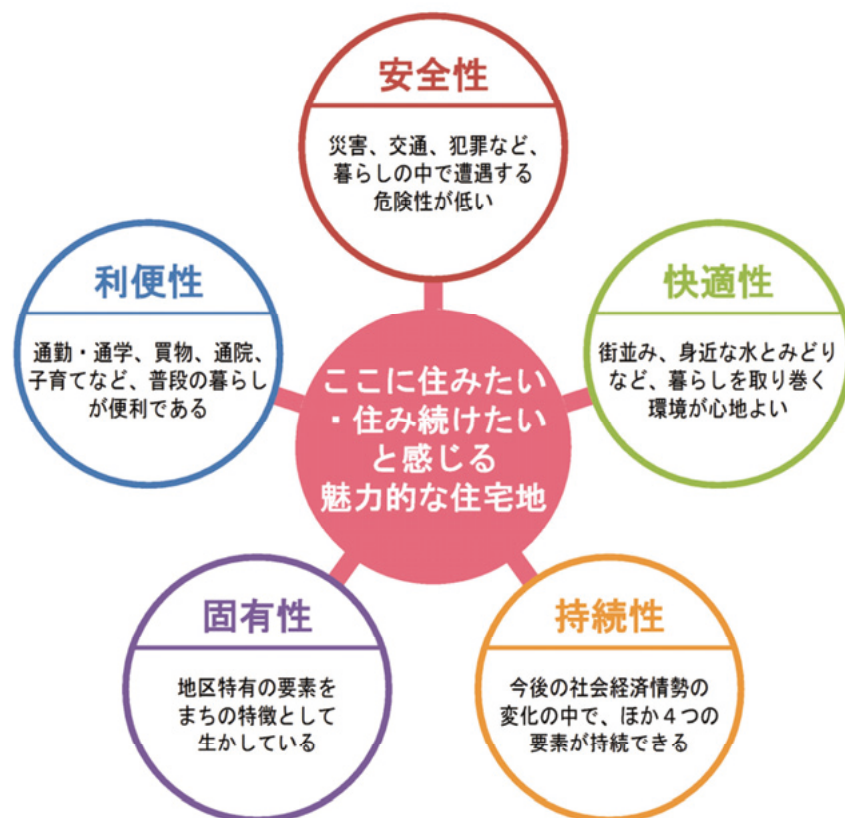 安全性
災害、交通、犯罪など、
暮らしの中で遭遇する
危険性が低い
利便性
通勤・通学、買物、通院、
子育てなど、普段の暮らし
が便利である
快適性
街並み、身近な水とみどり
など、暮らしを取り巻く
環境が心地よい
ここに住みたい
・住み続けたい
と感じる
魅力的な住宅地
固有性
地区特有の要素を
まちの特徴として
生かしている
持続性
今後の社会経済情勢の
変化の中で、ほか４つの
要素が持続できる